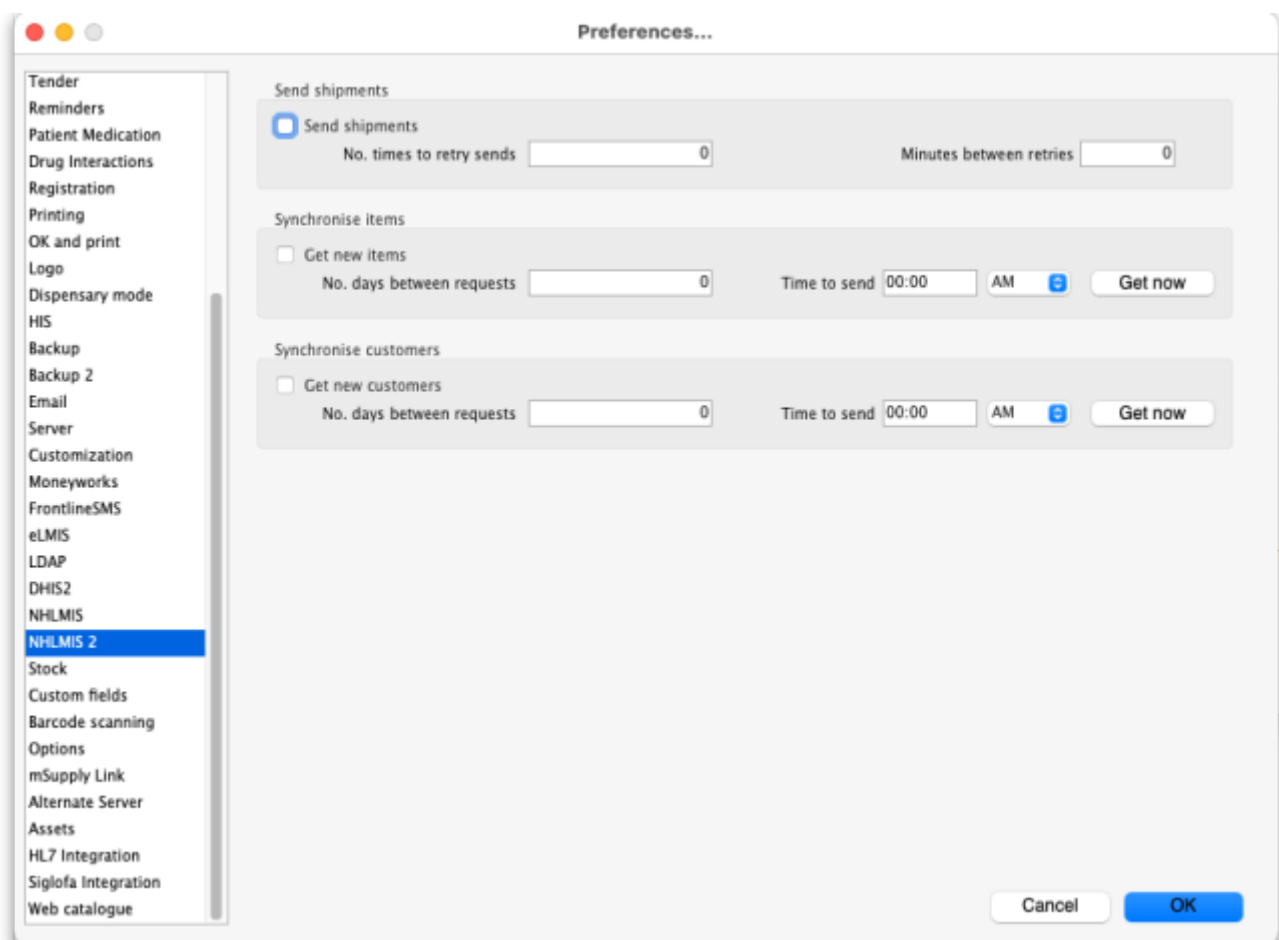 Preferences...
Tender
Reminders
Patient Medication
Drug Interactions
Registration
Printing
OK and print
Logo
Dispensary mode
HIS
Backup
Backup 2
Email
Server
Customization
Moneyworks
FrontlineSMS
eLMIS
LDAP
DHIS2
NHLMIS
NHLMIS 2
Stock
Custom fields
Barcode scanning
Options
mSupply Link
Alternate Server
Assets
HL7 Integration
Siglofa Integration
Web catalogue
Send shipments
Send shipments
No. times to retry sends 0 Minutes between retries 0
Synchronise items
Get new items
No. days between requests 0 Time to send 00:00 AM Get now
Synchronise customers
Get new customers
No. days between requests 0 Time to send 00:00 AM Get now
Cancel OK